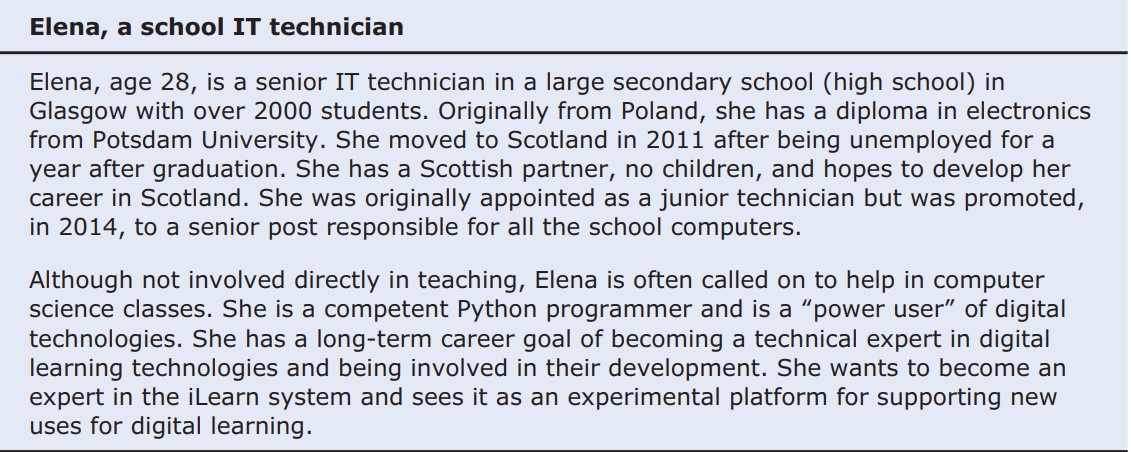 Elena, a school IT technician
Elena, age 28, is a senior IT technician in a large secondary school (high school) in
Glasgow with over 2000 students. Originally from Poland, she has a diploma in electronics
from Potsdam University. She moved to Scotland in 2011 after being unemployed for a
year after graduation. She has a Scottish partner, no children, and hopes to develop her
career in Scotland. She was originally appointed as a junior technician but was promoted,
in 2014, to a senior post responsible for all the school computers.
Although not involved directly in teaching, Elena is often called on to help in computer
science classes. She is a competent Python programmer and is a “power user” of digital
technologies. She has a long-term career goal of becoming a technical expert in digital
learning technologies and being involved in their development. She wants to become an
expert in the iLearn system and sees it as an experimental platform for supporting new
uses for digital learning.